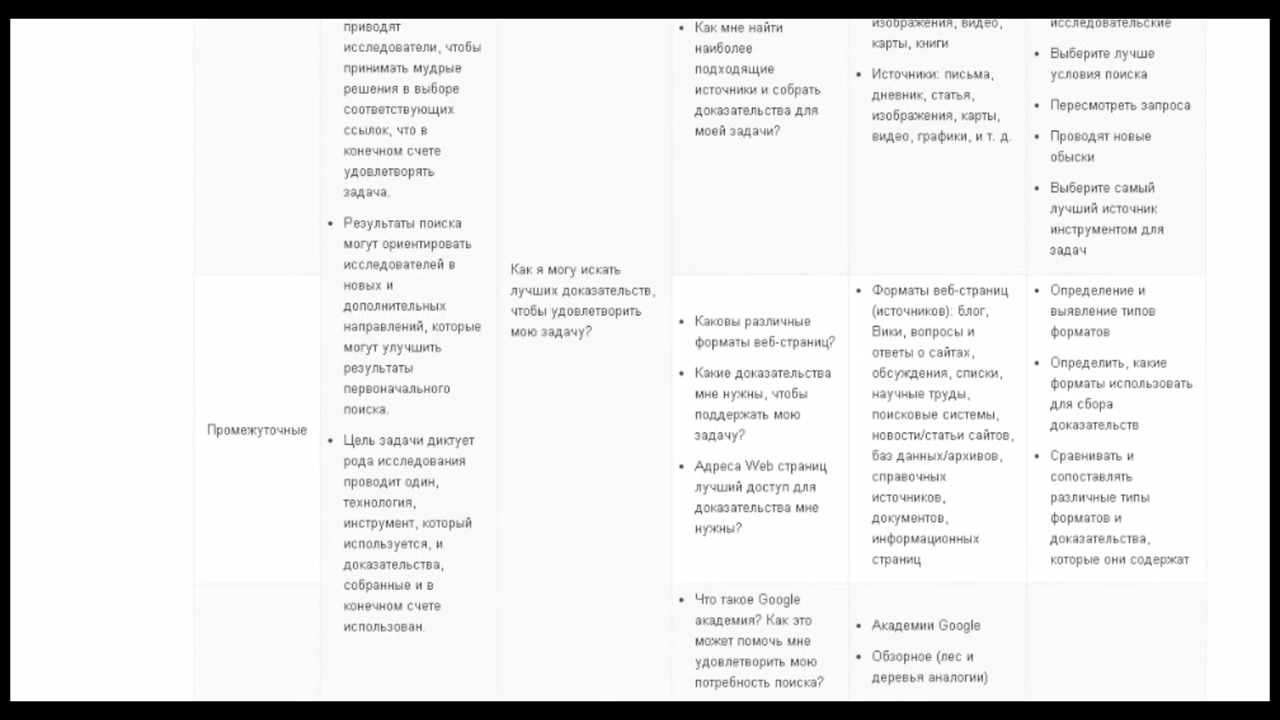 приводят
исследователи, чтобы
принимать мудрые
решения в выборе
соответствующих
ссылок, что в
конечном счете
удовлетворять
задача.
Результаты поиска
могут ориентировать
исследователей в
новых и
дополнительных
направлений, которые
могут улучшить
результаты
первоначального
поиска.
Цель задачи диктует
рода исследования
проводит один,
технология,
инструмент, который
используется, и
доказательства,
собранные и в
конечном счете
использован.
Как я могу искать
лучших доказательств,
чтобы удовлетворить
мою задачу?
Как мне найти
наиболее
подходящие
источники и собрать
доказательства для
моей задачи?
изображения, видео,
карты, книги
Источники: письма,
дневник, статья,
изображения, карты,
видео, графики, и т. д.
исследовательские
Выберите лучше
условия поиска
Пересмотреть запроса
Проводят новые
обыски
Выберите самый
лучший источник
инструментом для
задач
Промежуточные
Каковы различные
форматы веб-страниц?
Какие доказательства
мне нужны, чтобы
поддержать мою
задачу?
Адреса Web страниц
лучший доступ для
доказательства мне
нужны?
Форматы веб-страниц
(источников): блог,
Вики, вопросы и
ответы о сайтах,
обсуждения, списки,
научные труды,
поисковые системы,
новости/статьи сайтов,
баз данных/архивов,
справочных
источников,
документов,
информационных
страниц
Определение и
выявление типов
форматов
Определить, какие
форматы использовать
для сбора
доказательств
Сравнивать и
сопоставлять
различные типы
форматов и
доказательства,
которые они содержат
Что такое Google
академия? Как это
может помочь мне
удовлетворить мою
потребность поиска?
Академии Google
Обзорное (лес и
деревья аналогии)